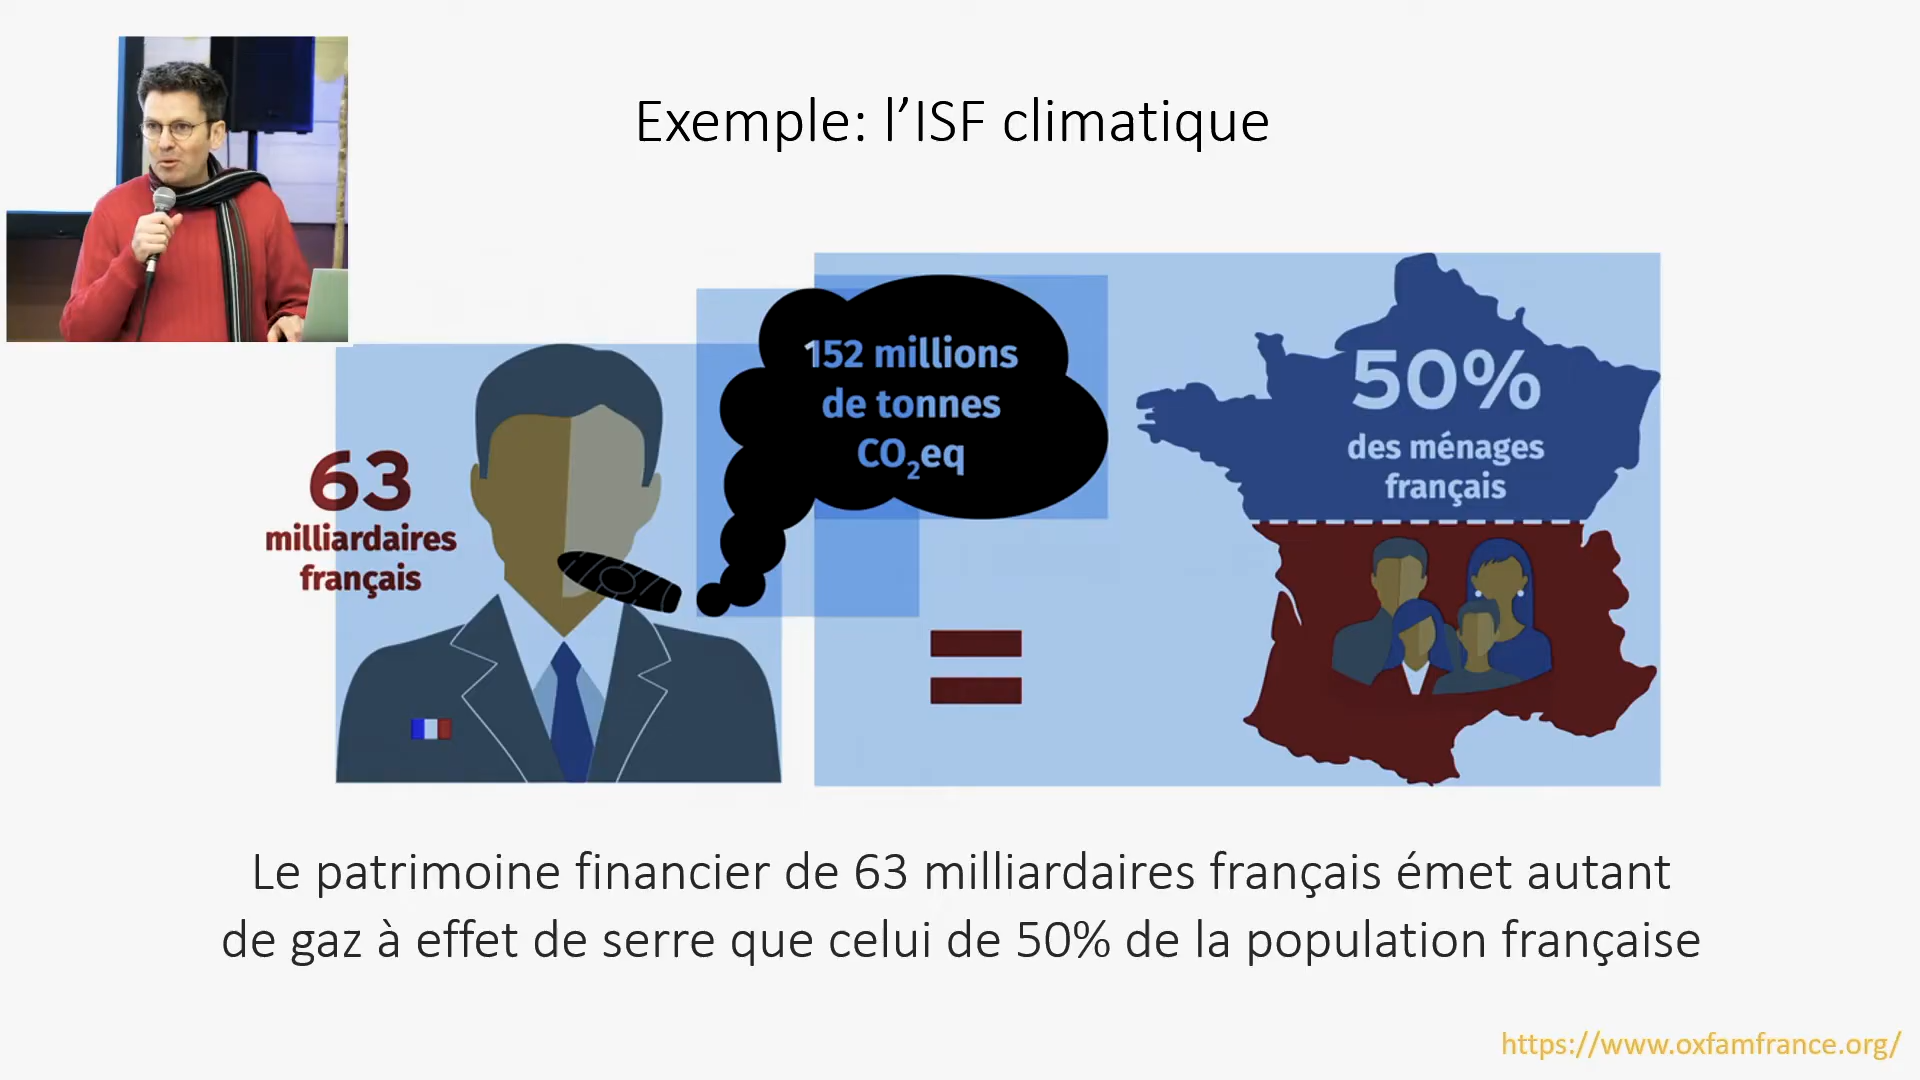 Exemple: l’ISF climatique
152 millions
de tonnes
CO₂eq
50%
des ménages
français
63
milliardaires
français
Le patrimoine financier de 63 milliardaires français émet autant
de gaz à effet de serre que celui de 50% de la population française
https://www.oxfamfrance.org/